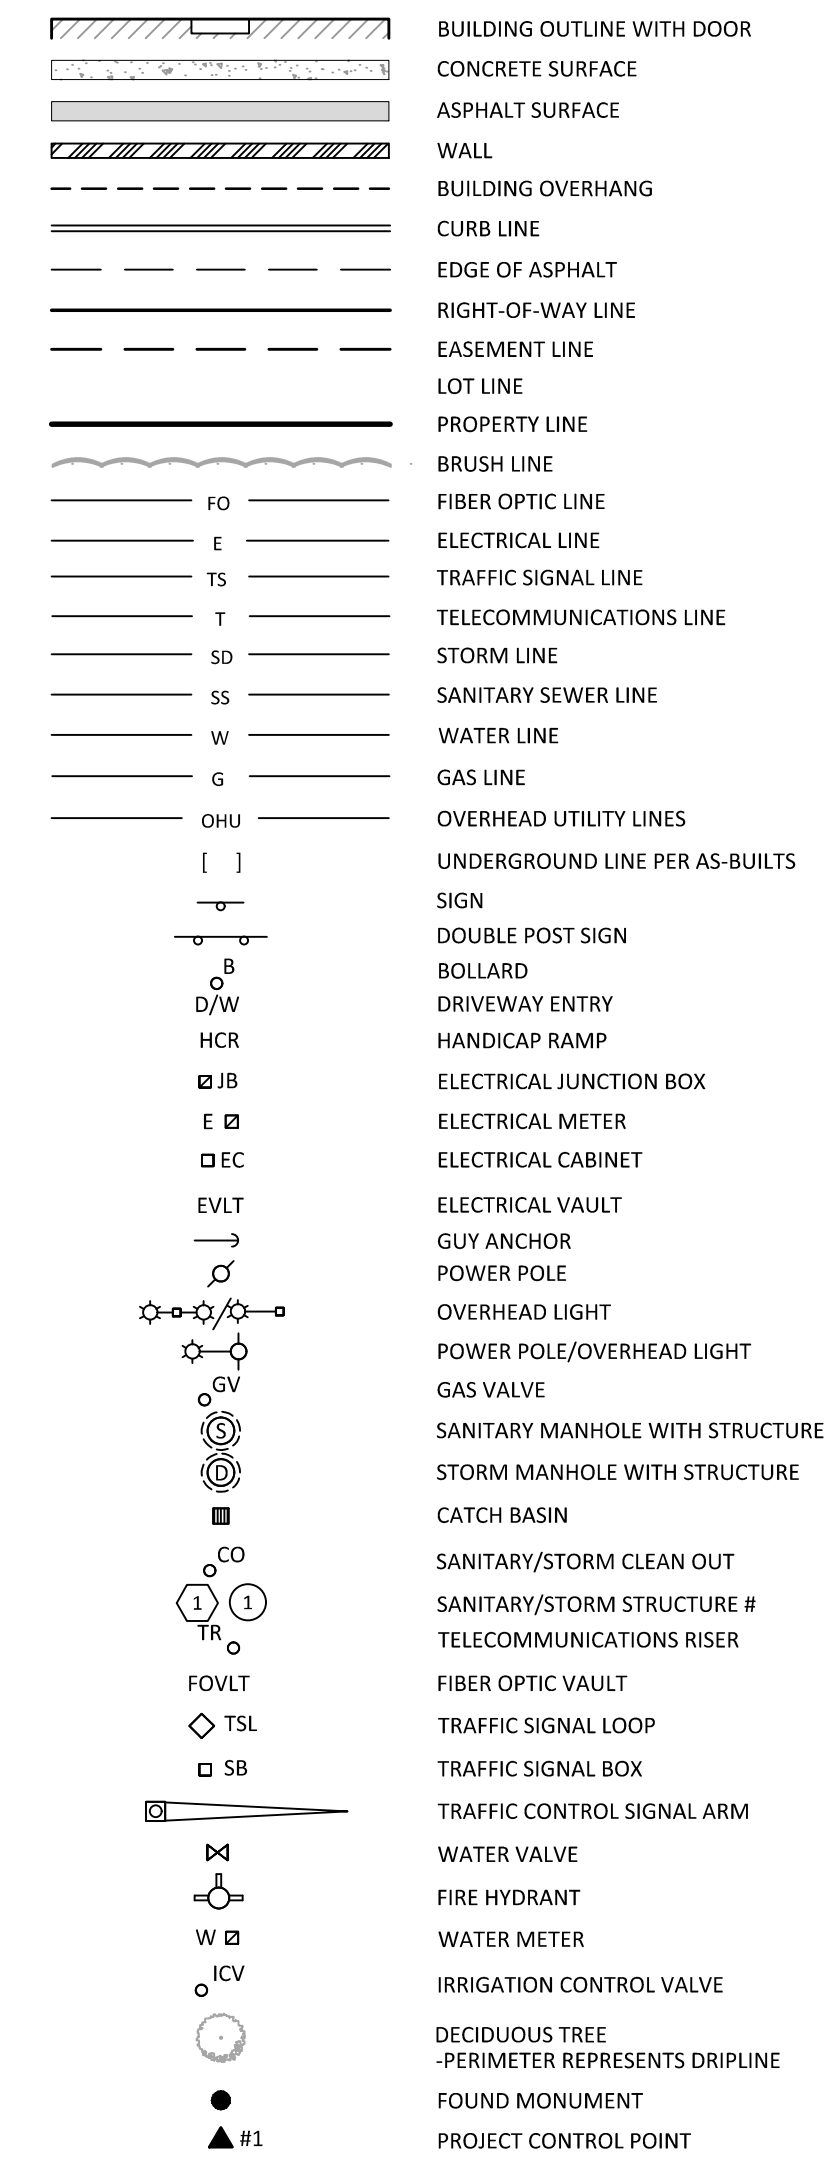 BUILDING OUTLINE WITH DOOR
CONCRETE SURFACE
ASPHALT SURFACE
WALL
BUILDING OVERHANG
CURB LINE
EDGE OF ASPHALT
RIGHT-OF-WAY LINE
EASEMENT LINE
LOT LINE
PROPERTY LINE
BRUSH LINE
FO FIBER OPTIC LINE
E ELECTRICAL LINE
TS TRAFFIC SIGNAL LINE
T TELECOMMUNICATIONS LINE
SD STORM LINE
SS SANITARY SEWER LINE
W WATER LINE
G GAS LINE
OHU OVERHEAD UTILITY LINES
[ ] UNDERGROUND LINE PER AS-BUILTS
SIGN
DOUBLE POST SIGN
B BOLLARD
D/W DRIVEWAY ENTRY
HCR HANDICAP RAMP
JB ELECTRICAL JUNCTION BOX
E ELECTRICAL METER
EC ELECTRICAL CABINET
EVLT ELECTRICAL VAULT
GUY ANCHOR
POWER POLE
/ OVERHEAD LIGHT
POWER POLE/OVERHEAD LIGHT
GV GAS VALVE
S SANITARY MANHOLE WITH STRUCTURE
D STORM MANHOLE WITH STRUCTURE
CATCH BASIN
CO SANITARY/STORM CLEAN OUT
1 1 SANITARY/STORM STRUCTURE #
TR TELECOMMUNICATIONS RISER
FOVLT FIBER OPTIC VAULT
TSL TRAFFIC SIGNAL LOOP
SB TRAFFIC SIGNAL BOX
TRAFFIC CONTROL SIGNAL ARM
WATER VALVE
FIRE HYDRANT
W WATER METER
ICV IRRIGATION CONTROL VALVE
DECIDUOUS TREE
-PERIMETER REPRESENTS DRIPLINE
FOUND MONUMENT
#1 PROJECT CONTROL POINT